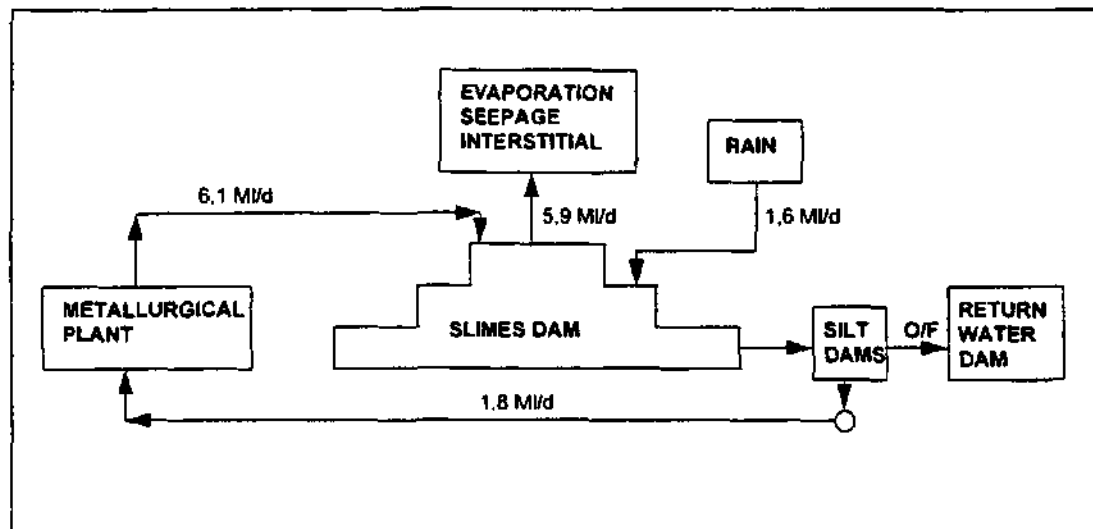 EVAPORATION
SEEPAGE
INTERSTITIAL
RAIN
6,1 Ml/d
5,9 Ml/d
1,6 Ml/d
METALLURGICAL
PLANT
SLIMES DAM
SILT
DAMS
O/F
RETURN
WATER
DAM
1,8 Ml/d